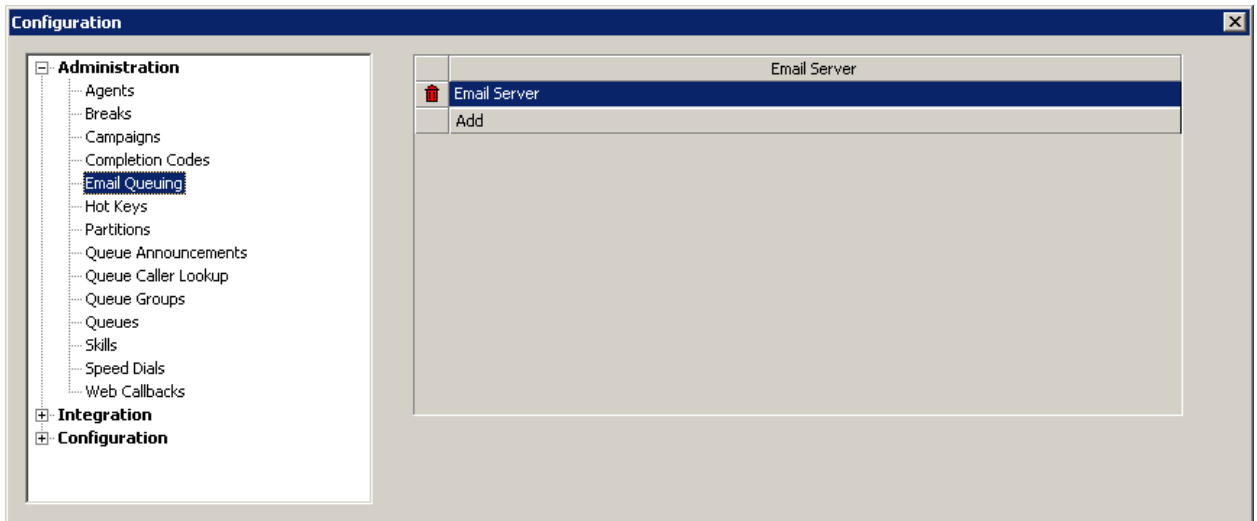 Configuration
Administration
Agents
Breaks
Campaigns
Completion Codes
Email Queuing
Hot Keys
Partitions
Queue Announcements
Queue Caller Lookup
Queue Groups
Queues
Skills
Speed Dials
Web Callbacks
Integration
Configuration
Email Server
Email Server
Add